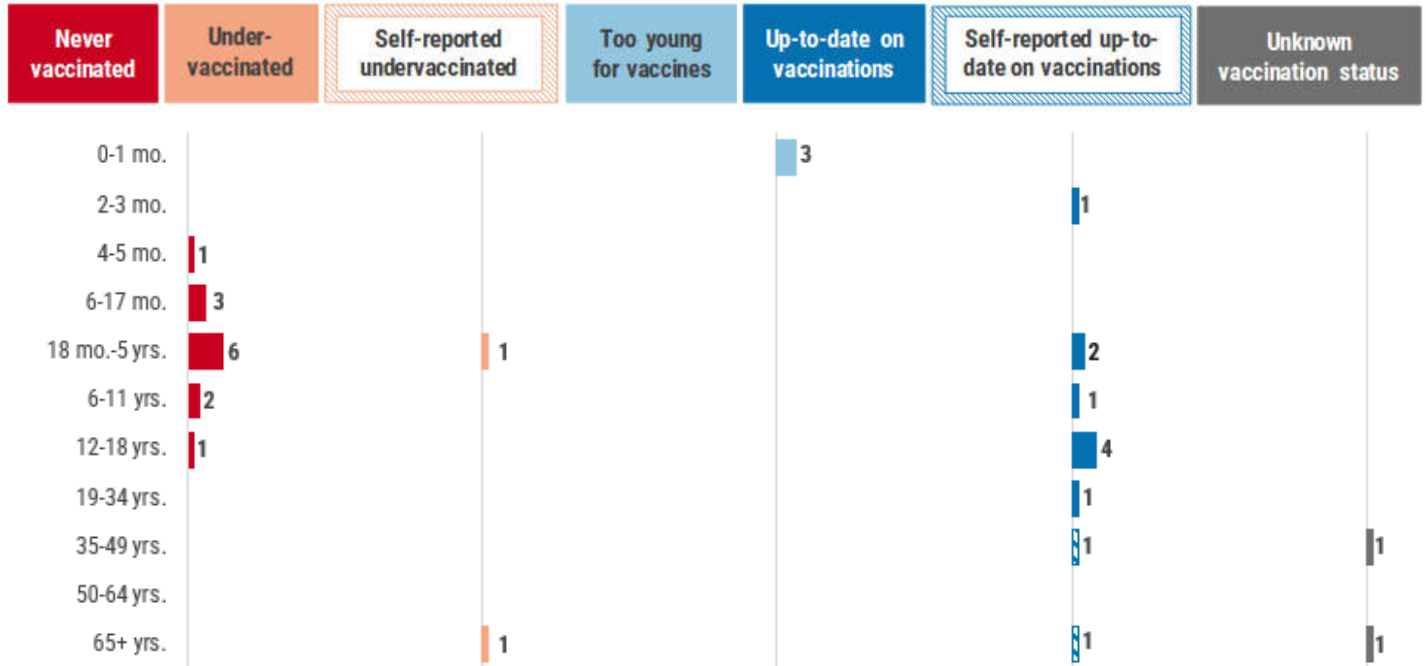 Never
vaccinated
Under-
vaccinated
Self-reported
undervaccinated
Too young
for vaccines
Up-to-date on
vaccinations
Self-reported up-to-
date on vaccinations
Unknown
vaccination status
0-1 mo.
3
2-3 mo.
1
4-5 mo.
1
6-17 mo.
3
18 mo.-5 yrs.
6
1
2
6-11 yrs.
2
1
12-18 yrs.
1
4
19-34 yrs.
1
35-49 yrs.
1
1
50-64 yrs.
65+ yrs.
1
1
1